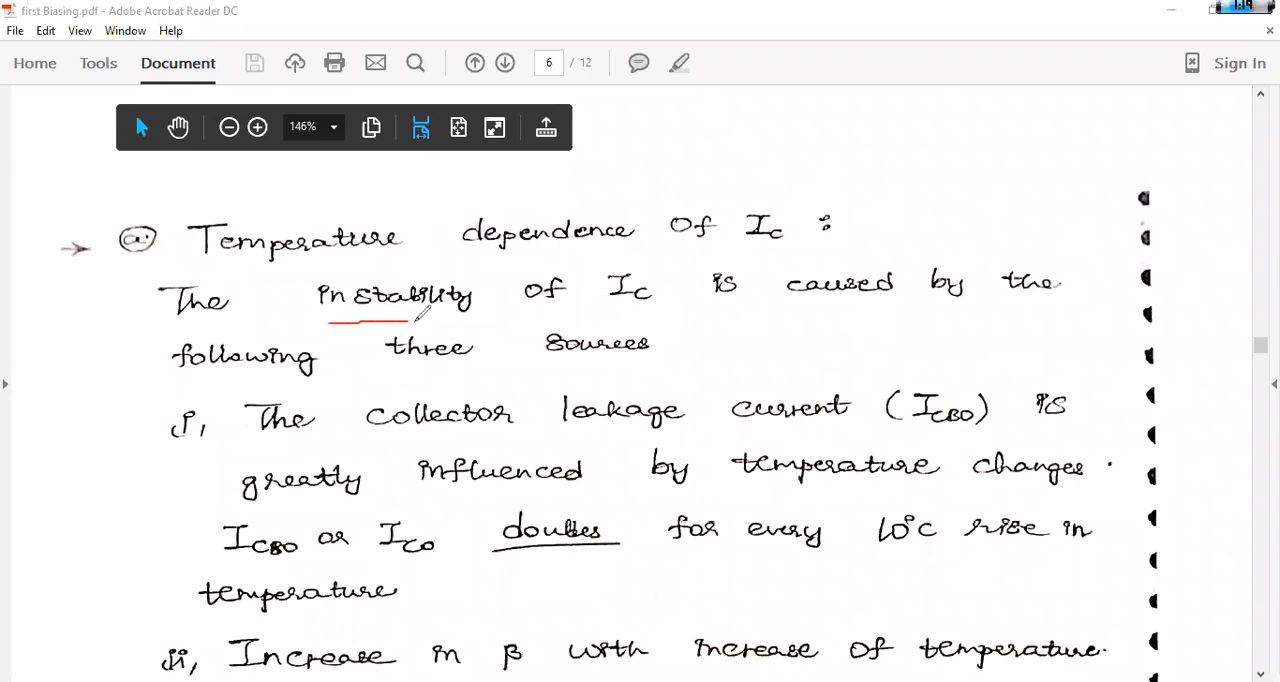 first Biasing.pdf - Adobe Acrobat Reader DC
1:19
File Edit View Window Help
Home Tools Document 6 / 12 Sign In
146%
a. Temperature dependence of IC :
The instability of IC is caused by the
following three sources
i, The collector leakage current (ICBO) is
greatly influenced by temperature changes.
ICBO or ICO doubles for every 10°C rise in
temperature
ii, Increase in β with increase of temperature.